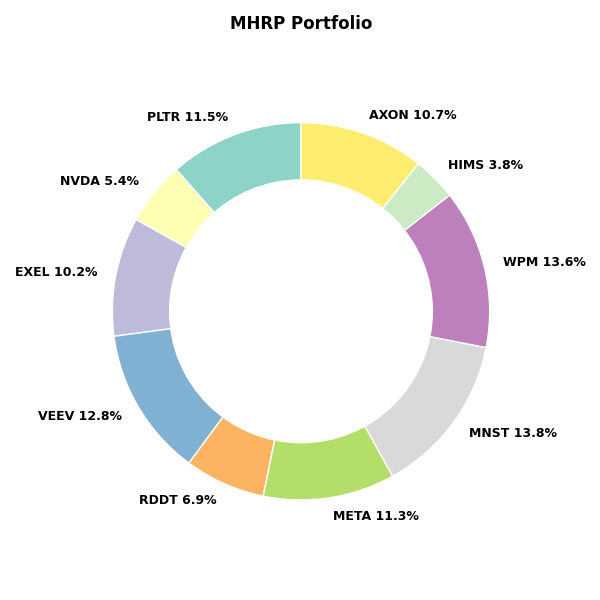 MHRP Portfolio
PLTR 11.5%
AXON 10.7%
NVDA 5.4%
HIMS 3.8%
EXEL 10.2%
WPM 13.6%
VEEV 12.8%
MNST 13.8%
RDDT 6.9%
META 11.3%